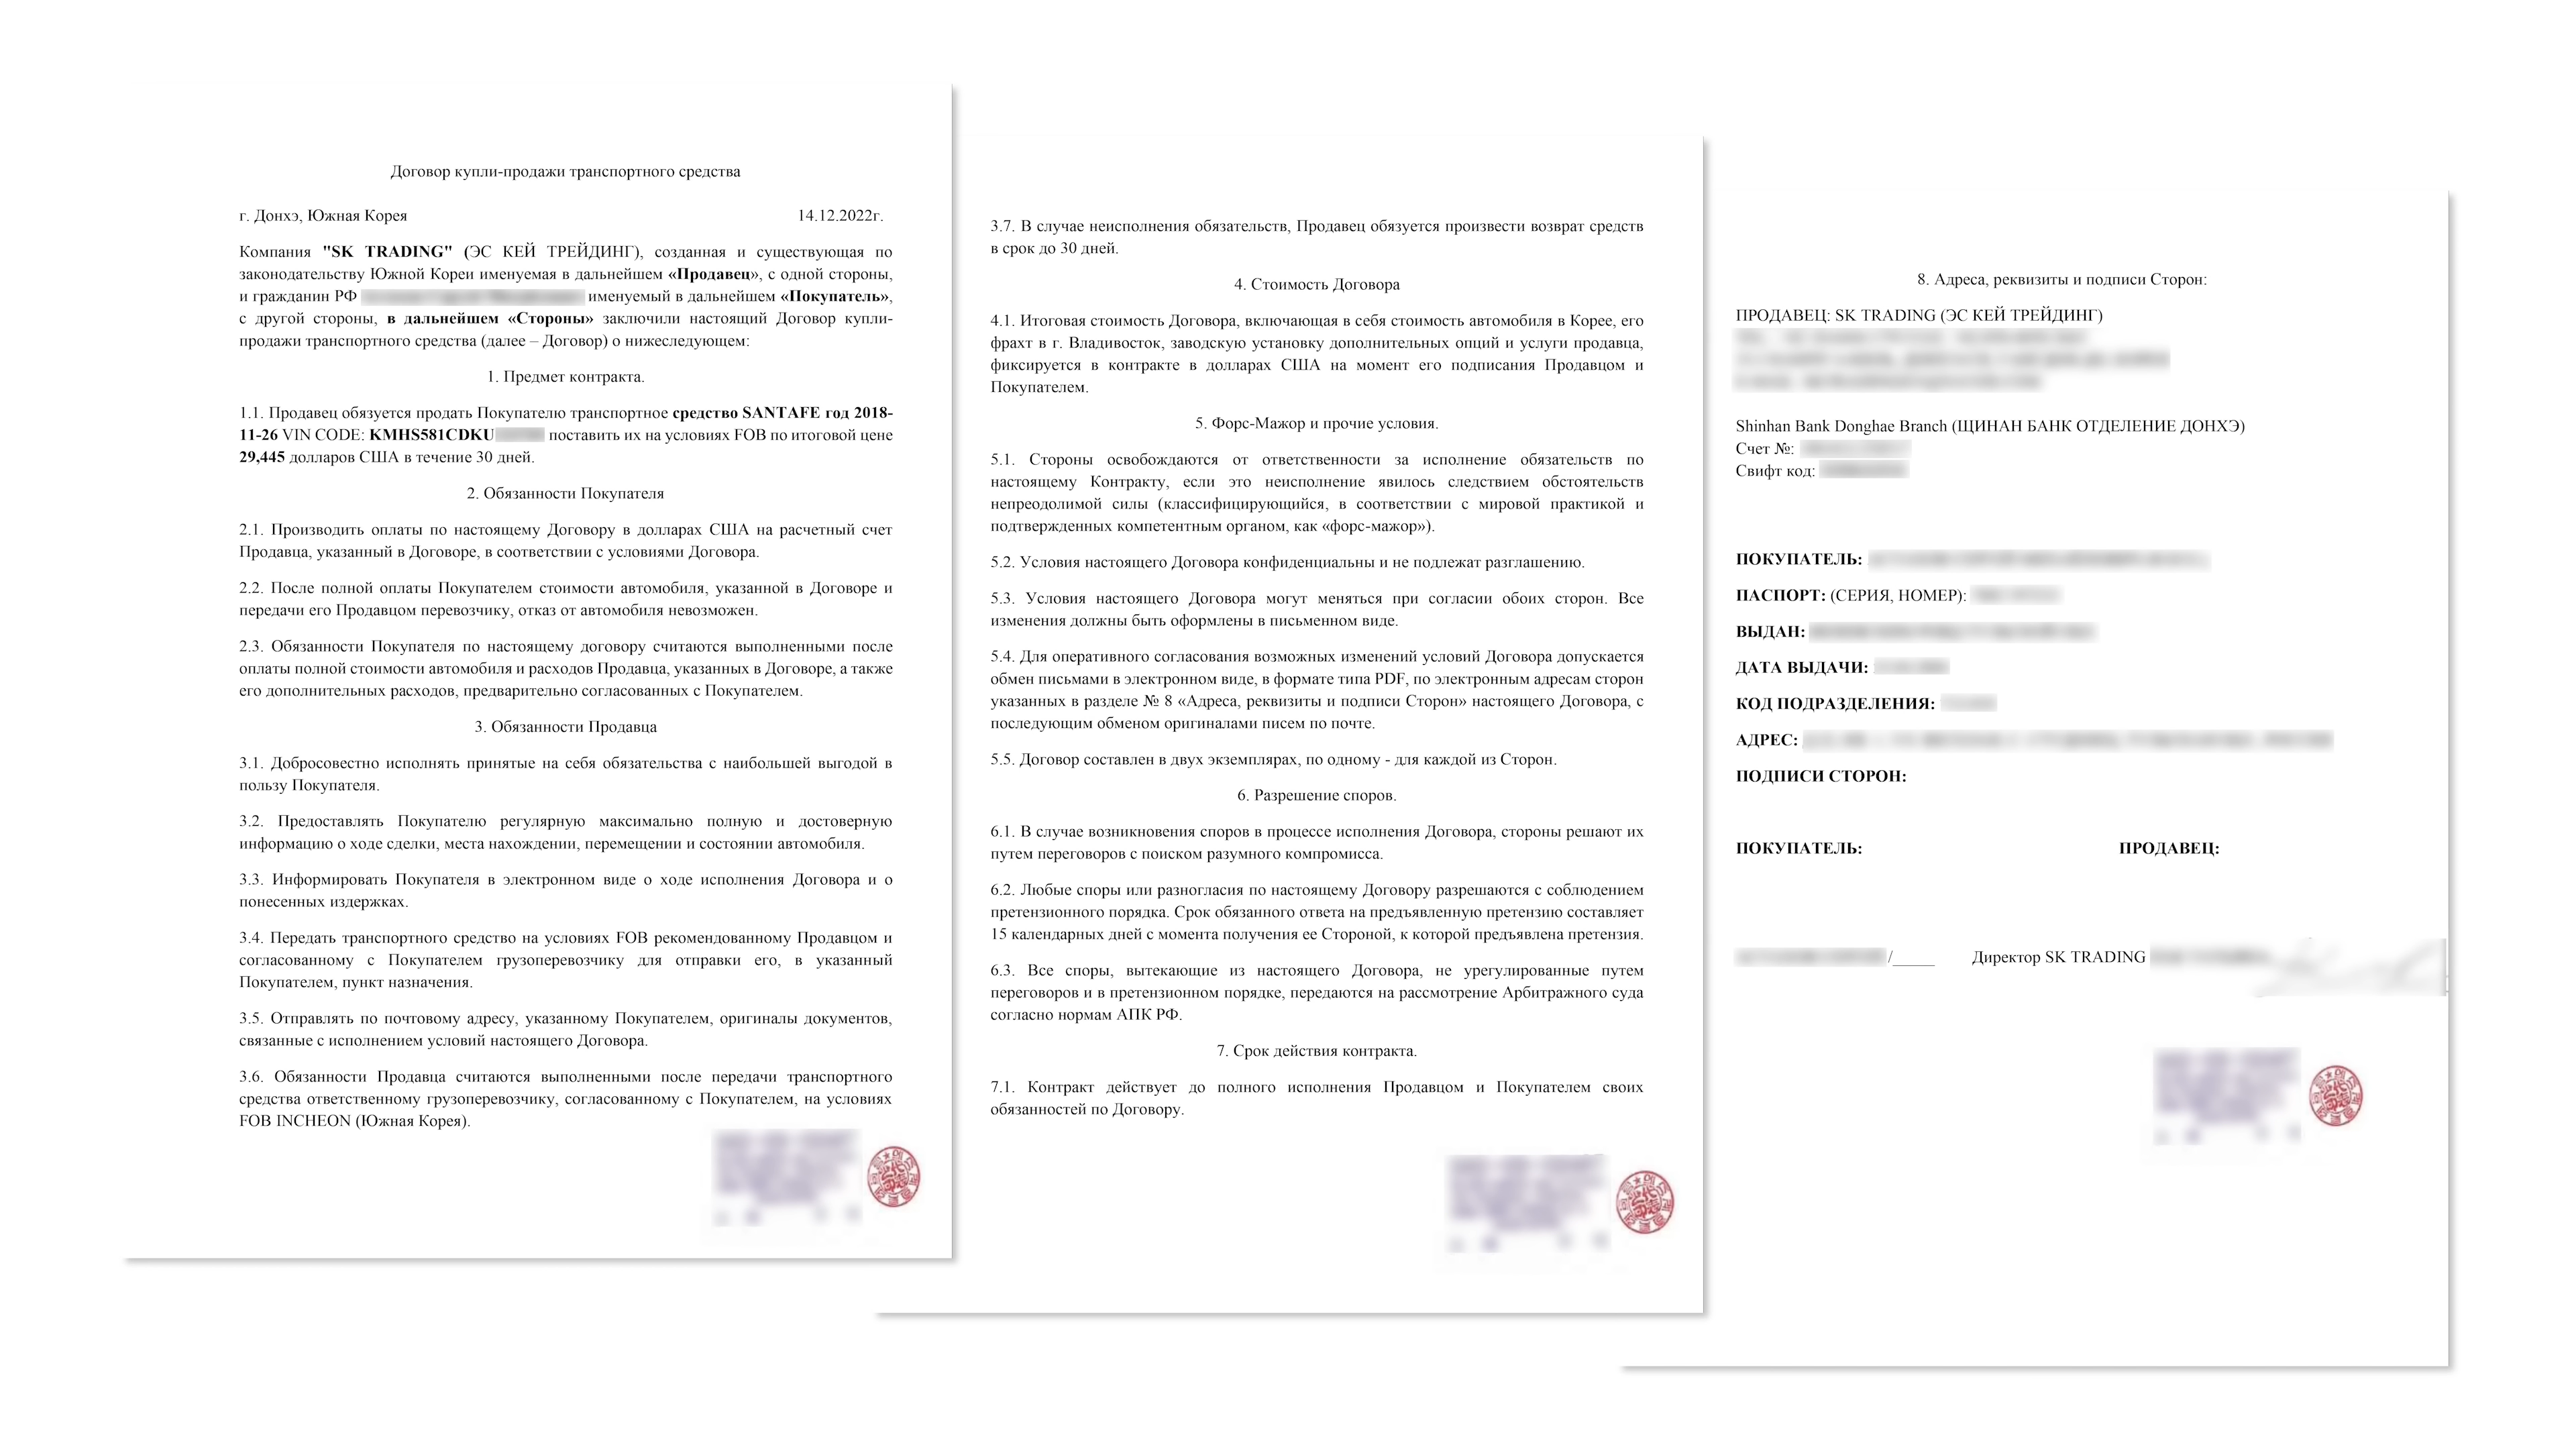 Договор купли-продажи транспортного средства
г. Донхэ, Южная Корея 14.12.2022г.
Компания "SK TRADING" (ЭС КЕЙ ТРЕЙДИНГ), созданная и существующая по
законодательству Южной Кореи именуемая в дальнейшем «Продавец», с одной стороны,
и гражданин РФ именуемый в дальнейшем «Покупатель»,
с другой стороны, в дальнейшем «Стороны» заключили настоящий Договор купли-
продажи транспортного средства (далее – Договор) о нижеследующем:
1. Предмет контракта.
1.1. Продавец обязуется продать Покупателю транспортное средство SANTAFE год 2018-
11-26 VIN CODE: KMHS581CDKU поставить их на условиях FOB по итоговой цене
29,445 долларов США в течение 30 дней.
2. Обязанности Покупателя
2.1. Производить оплаты по настоящему Договору в долларах США на расчетный счет
Продавца, указанный в Договоре, в соответствии с условиями Договора.
2.2. После полной оплаты Покупателем стоимости автомобиля, указанной в Договоре и
передачи его Продавцом перевозчику, отказ от автомобиля невозможен.
2.3. Обязанности Покупателя по настоящему договору считаются выполненными после
оплаты полной стоимости автомобиля и расходов Продавца, указанных в Договоре, а также
его дополнительных расходов, предварительно согласованных с Покупателем.
3. Обязанности Продавца
3.1. Добросовестно исполнять принятые на себя обязательства с наибольшей выгодой в
пользу Покупателя.
3.2. Предоставлять Покупателю регулярную максимально полную и достоверную
информацию о ходе сделки, места нахождении, перемещении и состоянии автомобиля.
3.3. Информировать Покупателя в электронном виде о ходе исполнения Договора и о
понесенных издержках.
3.4. Передать транспортного средство на условиях FOB рекомендованному Продавцом и
согласованному с Покупателем грузоперевозчику для отправки его, в указанный
Покупателем, пункт назначения.
3.5. Отправлять по почтовому адресу, указанному Покупателем, оригиналы документов,
связанные с исполнением условий настоящего Договора.
3.6. Обязанности Продавца считаются выполненными после передачи транспортного
средства ответственному грузоперевозчику, согласованному с Покупателем, на условиях
FOB INCHEON (Южная Корея).
3.7. В случае неисполнения обязательств, Продавец обязуется произвести возврат средств
в срок до 30 дней.
4. Стоимость Договора
4.1. Итоговая стоимость Договора, включающая в себя стоимость автомобиля в Корее, его
фрахт в г. Владивосток, заводскую установку дополнительных опций и услуги продавца,
фиксируется в контракте в долларах США на момент его подписания Продавцом и
Покупателем.
5. Форс-Мажор и прочие условия.
5.1. Стороны освобождаются от ответственности за исполнение обязательств по
настоящему Контракту, если это неисполнение явилось следствием обстоятельств
непреодолимой силы (классифицирующийся, в соответствии с мировой практикой и
подтвержденных компетентным органом, как «форс-мажор»).
5.2. Условия настоящего Договора конфиденциальны и не подлежат разглашению.
5.3. Условия настоящего Договора могут меняться при согласии обоих сторон. Все
изменения должны быть оформлены в письменном виде.
5.4. Для оперативного согласования возможных изменений условий Договора допускается
обмен письмами в электронном виде, в формате типа PDF, по электронным адресам сторон
указанных в разделе № 8 «Адреса, реквизиты и подписи Сторон» настоящего Договора, с
последующим обменом оригиналами писем по почте.
5.5. Договор составлен в двух экземплярах, по одному - для каждой из Сторон.
6. Разрешение споров.
6.1. В случае возникновения споров в процессе исполнения Договора, стороны решают их
путем переговоров с поиском разумного компромисса.
6.2. Любые споры или разногласия по настоящему Договору разрешаются с соблюдением
претензионного порядка. Срок обязанного ответа на предъявленную претензию составляет
15 календарных дней с момента получения ее Стороной, к которой предъявлена претензия.
6.3. Все споры, вытекающие из настоящего Договора, не урегулированные путем
переговоров и в претензионном порядке, передаются на рассмотрение Арбитражного суда
согласно нормам АПК РФ.
7. Срок действия контракта.
7.1. Контракт действует до полного исполнения Продавцом и Покупателем своих
обязанностей по Договору.
8. Адреса, реквизиты и подписи Сторон:
ПРОДАВЕЦ: SK TRADING (ЭС КЕЙ ТРЕЙДИНГ)
Shinhan Bank Donghae Branch (ЩИНАН БАНК ОТДЕЛЕНИЕ ДОНХЭ)
Счет №:
Свифт код:
ПОКУПАТЕЛЬ:
ПАСПОРТ: (СЕРИЯ, НОМЕР):
ВЫДАН:
ДАТА ВЫДАЧИ:
КОД ПОДРАЗДЕЛЕНИЯ:
АДРЕС:
ПОДПИСИ СТОРОН:
ПОКУПАТЕЛЬ: ПРОДАВЕЦ:
/_____ Директор SK TRADING